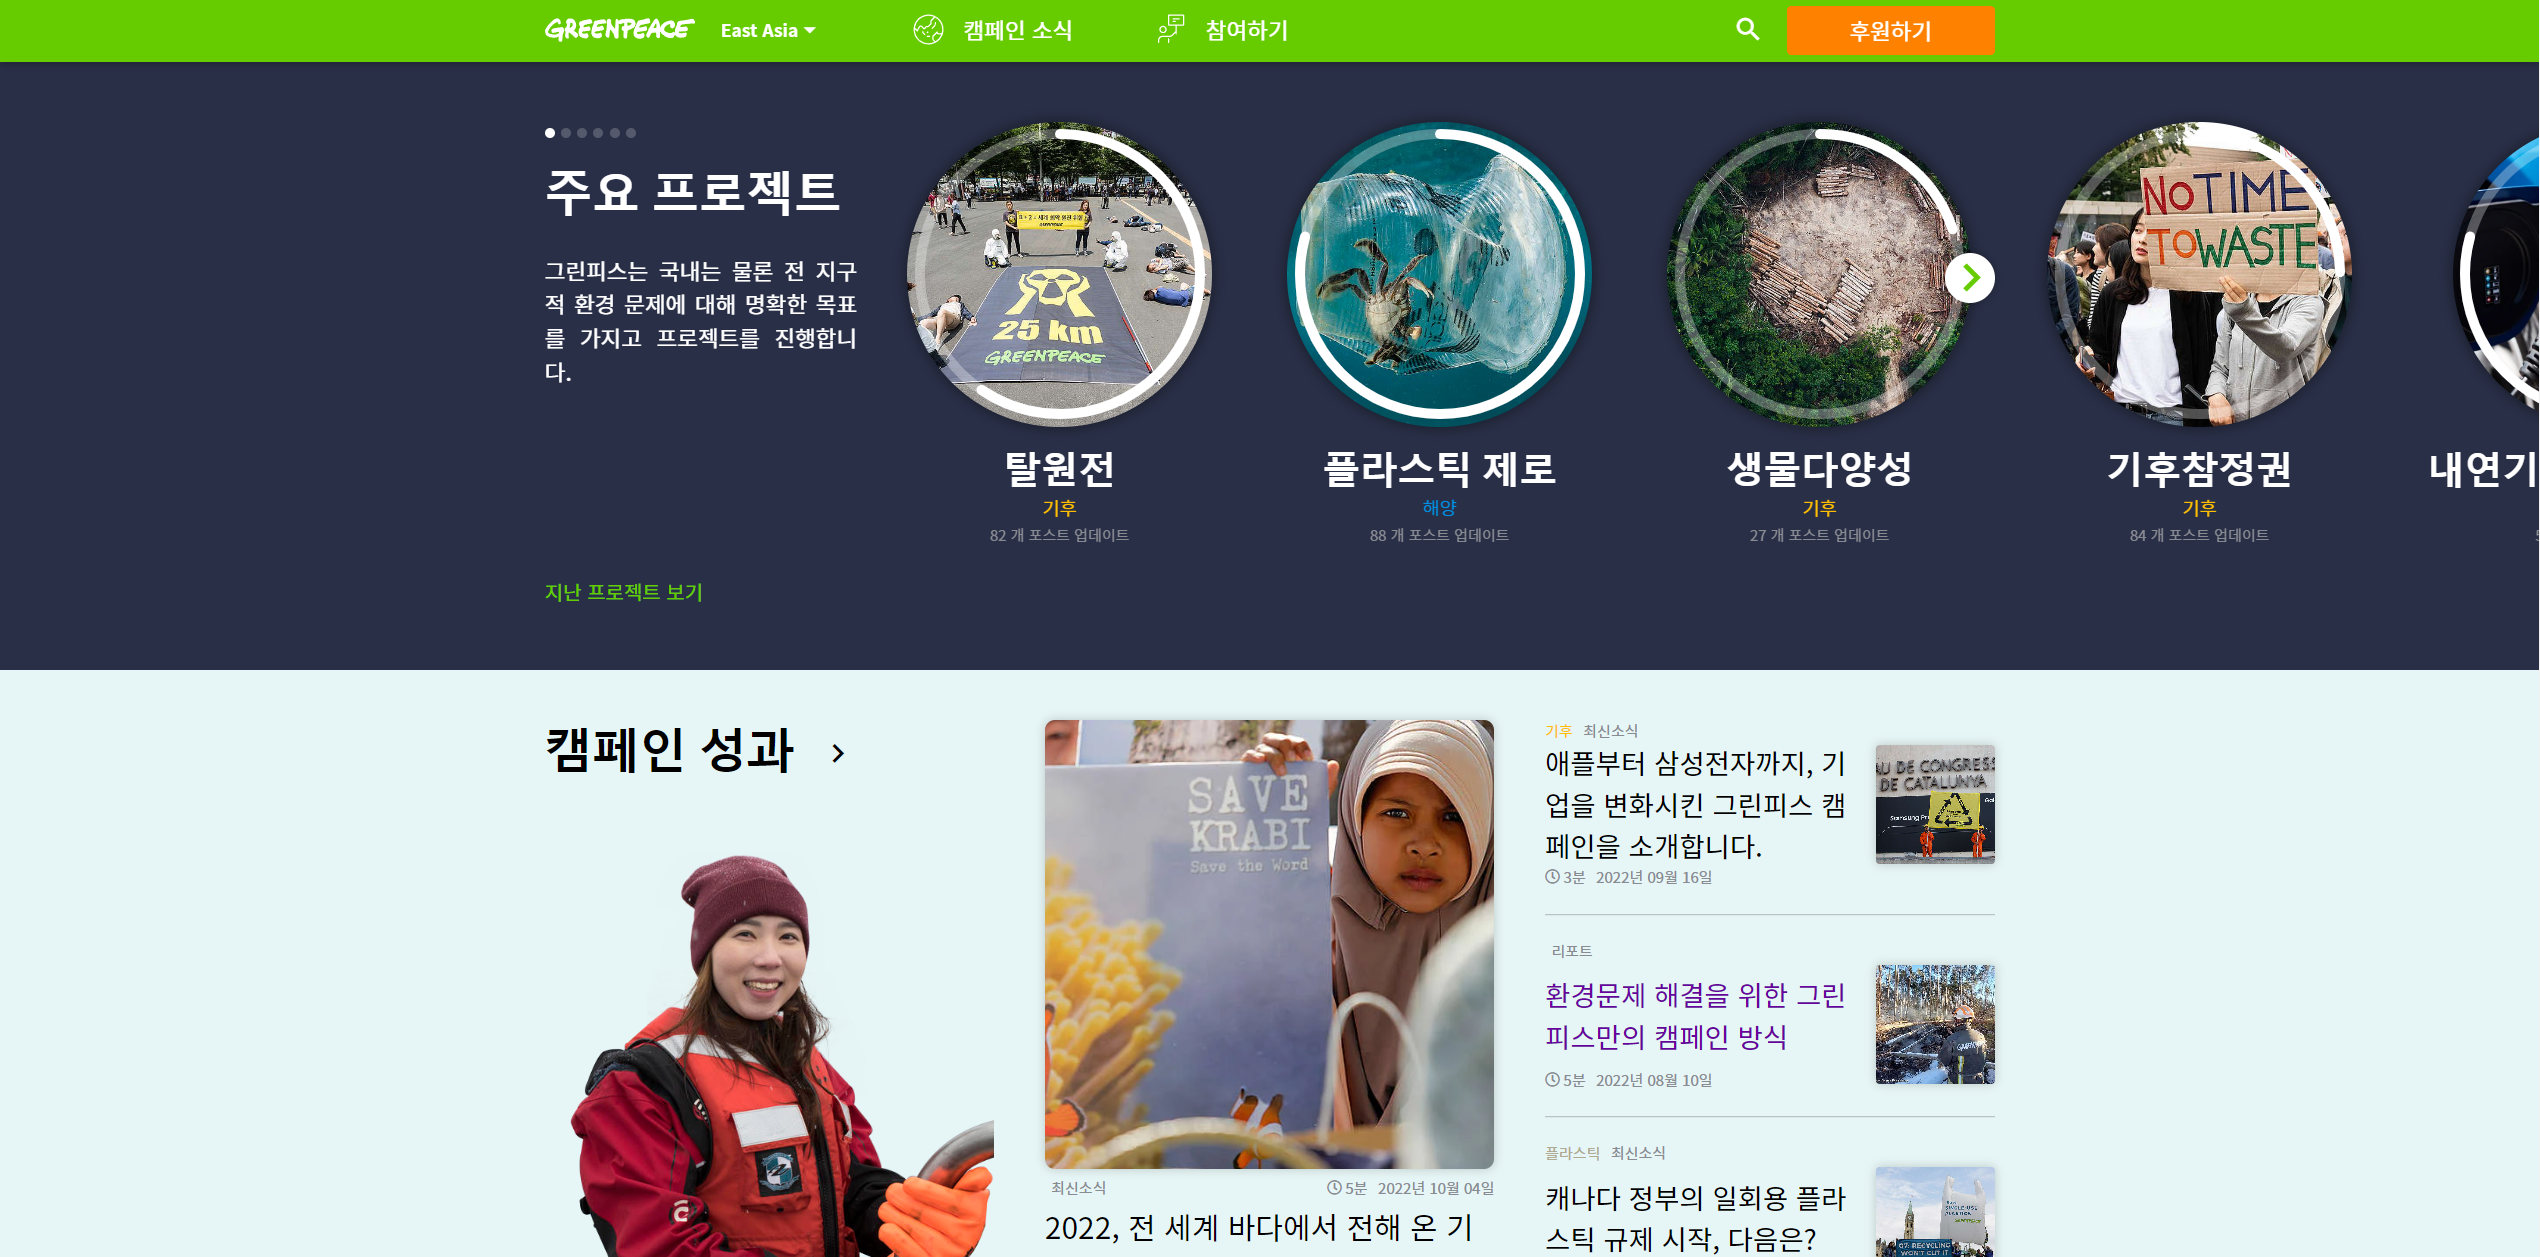 GREENPEACE
East Asia
캠페인 소식
참여하기
후원하기
주요 프로젝트
그린피스는 국내는 물론 전 지구
적 환경 문제에 대해 명확한 목표
를 가지고 프로젝트를 진행합니
다.
지난 프로젝트 보기
25 km
GREENPEACE
탈원전
기후
82 개 포스트 업데이트
플라스틱 제로
해양
88 개 포스트 업데이트
생물다양성
기후
27 개 포스트 업데이트
NO TIME
TO WASTE
기후참정권
기후
84 개 포스트 업데이트
내연기
캠페인 성과
SAVE
KRABI
Save the Word
최신소식
5분 2022년 10월 04일
2022, 전 세계 바다에서 전해 온 기
기후 최신소식
애플부터 삼성전자까지, 기
업을 변화시킨 그린피스 캠
페인을 소개합니다.
3분 2022년 09월 16일
AU DE CONGRESS
DE CATALUNYA
리포트
환경문제 해결을 위한 그린
피스만의 캠페인 방식
5분 2022년 08월 10일
플라스틱 최신소식
캐나다 정부의 일회용 플라
스틱 규제 시작, 다음은?